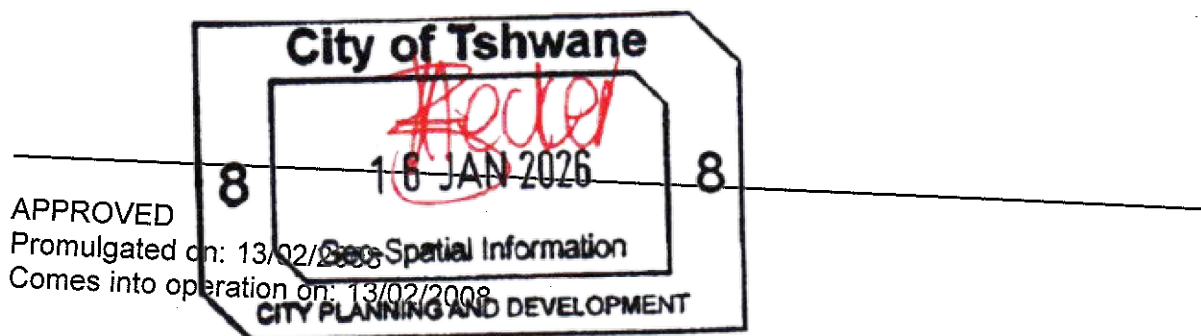 City of Tshwane
8 16 JAN 2026 8
APPROVED
Promulgated on: 13/02/2008
Geo-Spatial Information
Comes into operation on: 13/02/2008
CITY PLANNING AND DEVELOPMENT